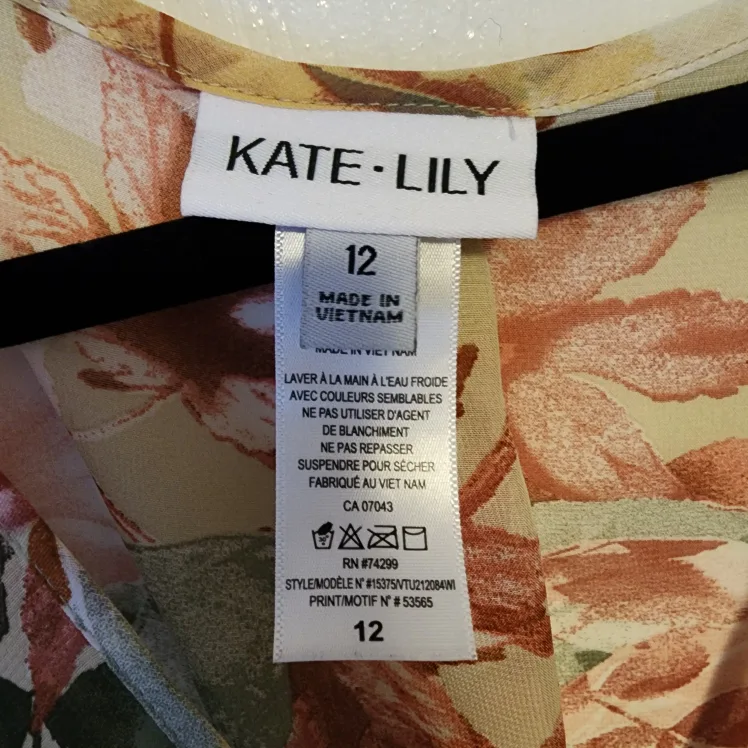 KATE·LILY
12
MADE IN
VIETNAM
MADE IN VIET NAM
LAVER À LA MAIN À L'EAU FROIDE
AVEC COULEURS SEMBLABLES
NE PAS UTILISER D'AGENT
DE BLANCHIMENT
NE PAS REPASSER
SUSPENDRE POUR SÉCHER
FABRIQUÉ AU VIET NAM
CA 07043
RN #74299
STYLE/MODÈLE N° #15375/VTU212084WI
PRINT/MOTIF N° # 53565
12